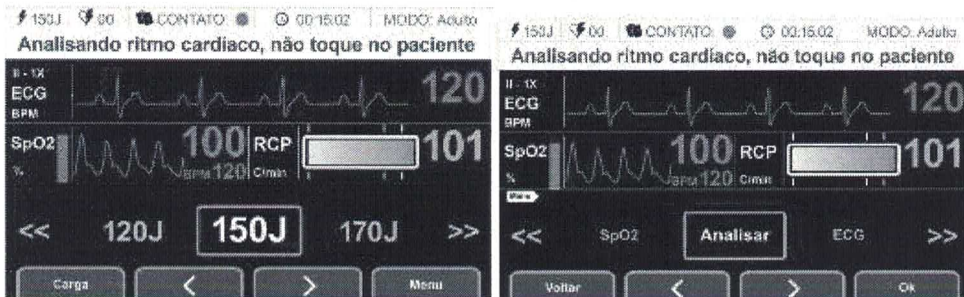 150J 00 CONTATO: 00:15:02 MODO: Adulto
Analisando ritmo cardíaco, não toque no paciente
II - 1X
ECG
BPM
120
SpO2
%
100
BPM 120
RCP
C/min
101
<< 120J 150J 170J >>
Carga < > Menu
150J 00 CONTATO: 00:15:02 MODO: Adulto
Analisando ritmo cardíaco, não toque no paciente
II - 1X
ECG
BPM
120
SpO2
%
100
BPM 120
RCP
C/min
101
<< SpO2 Analisar ECG >>
Voltar < > Ok